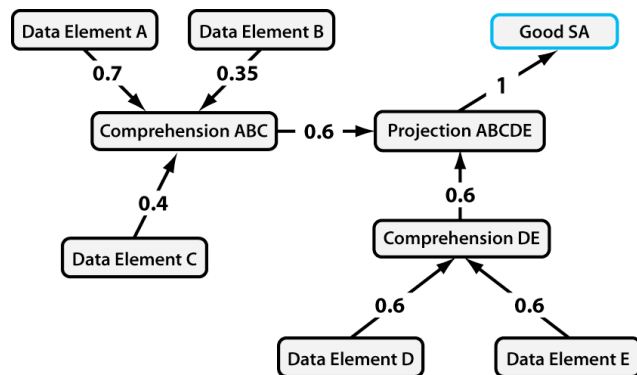 Data Element A
Data Element B
Good SA
0.7
0.35
1
Comprehension ABC
0.6
Projection ABCDE
0.4
0.6
Data Element C
Comprehension DE
0.6
0.6
Data Element D
Data Element E